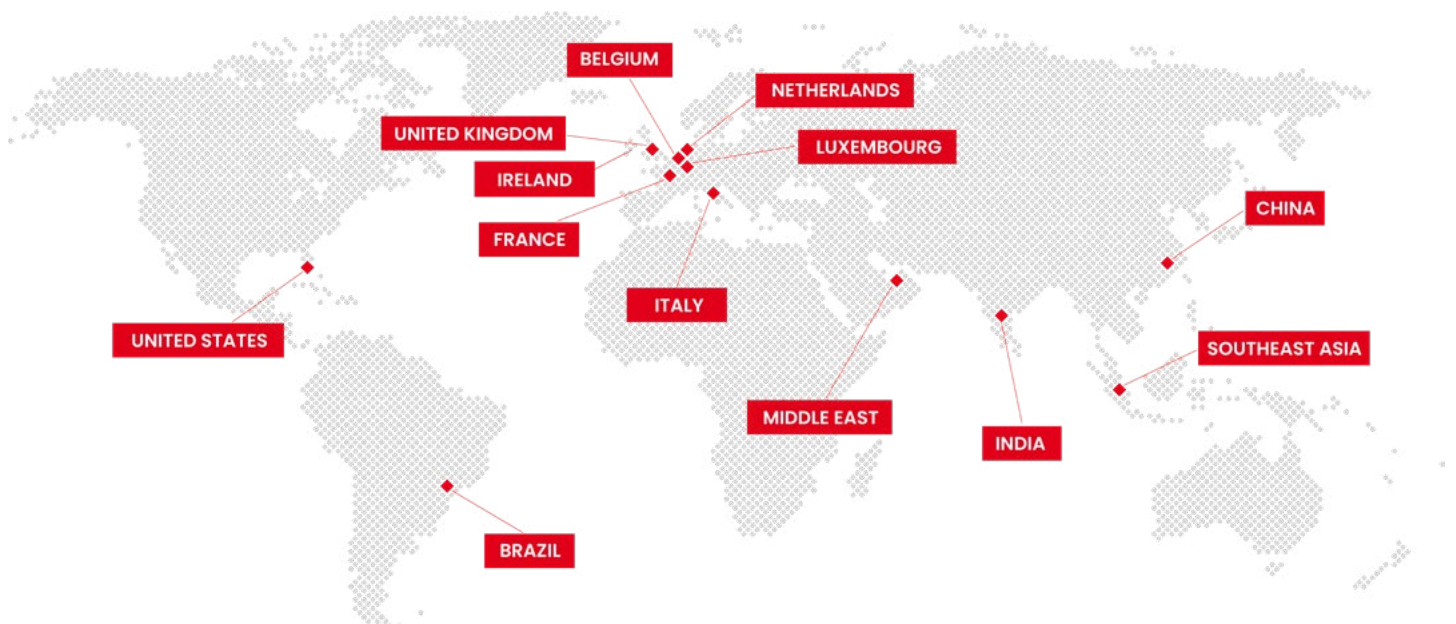 BELGIUM
NETHERLANDS
UNITED KINGDOM
LUXEMBOURG
IRELAND
CHINA
FRANCE
ITALY
UNITED STATES
SOUTHEAST ASIA
MIDDLE EAST
INDIA
BRAZIL